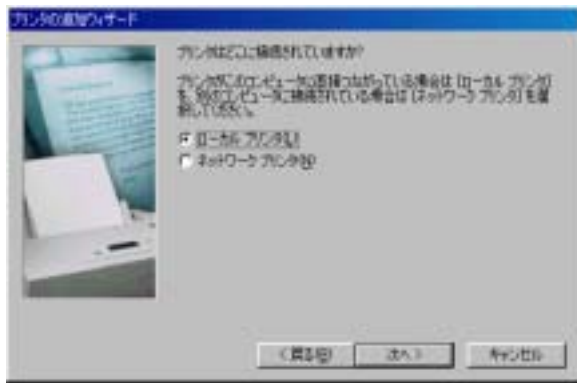 プリンタの追加ウィザード
プリンタはどこに接続されていますか?
プリンタがこのコンピュータに直接つながっている場合は [ローカル プリンタ]
を、別のコンピュータに接続されている場合は [ネットワーク プリンタ] を選
択してください。
ローカル プリンタ(L)
ネットワーク プリンタ(N)
< 戻る(B)
次へ >
キャンセル